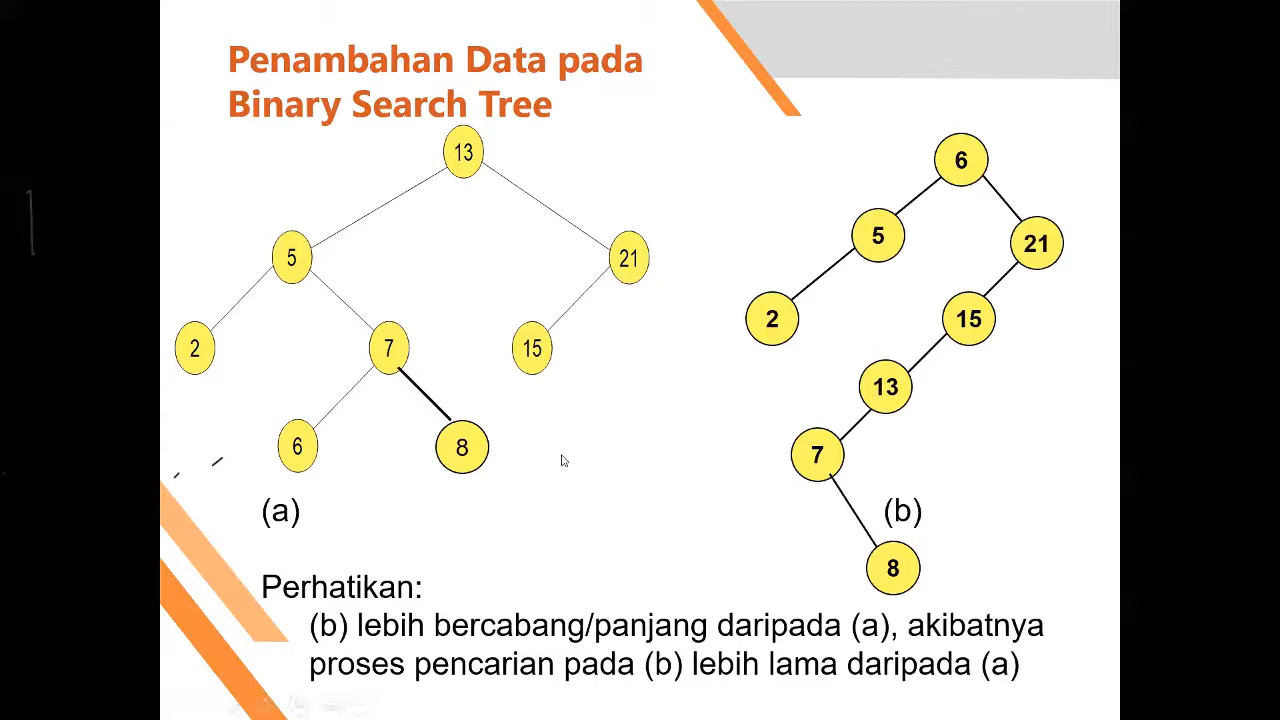 Penambahan Data pada
Binary Search Tree
13
5
21
2
7
15
6
8
(a)
6
5
21
2
15
13
7
8
(b)
Perhatikan:
(b) lebih bercabang/panjang daripada (a), akibatnya
proses pencarian pada (b) lebih lama daripada (a)